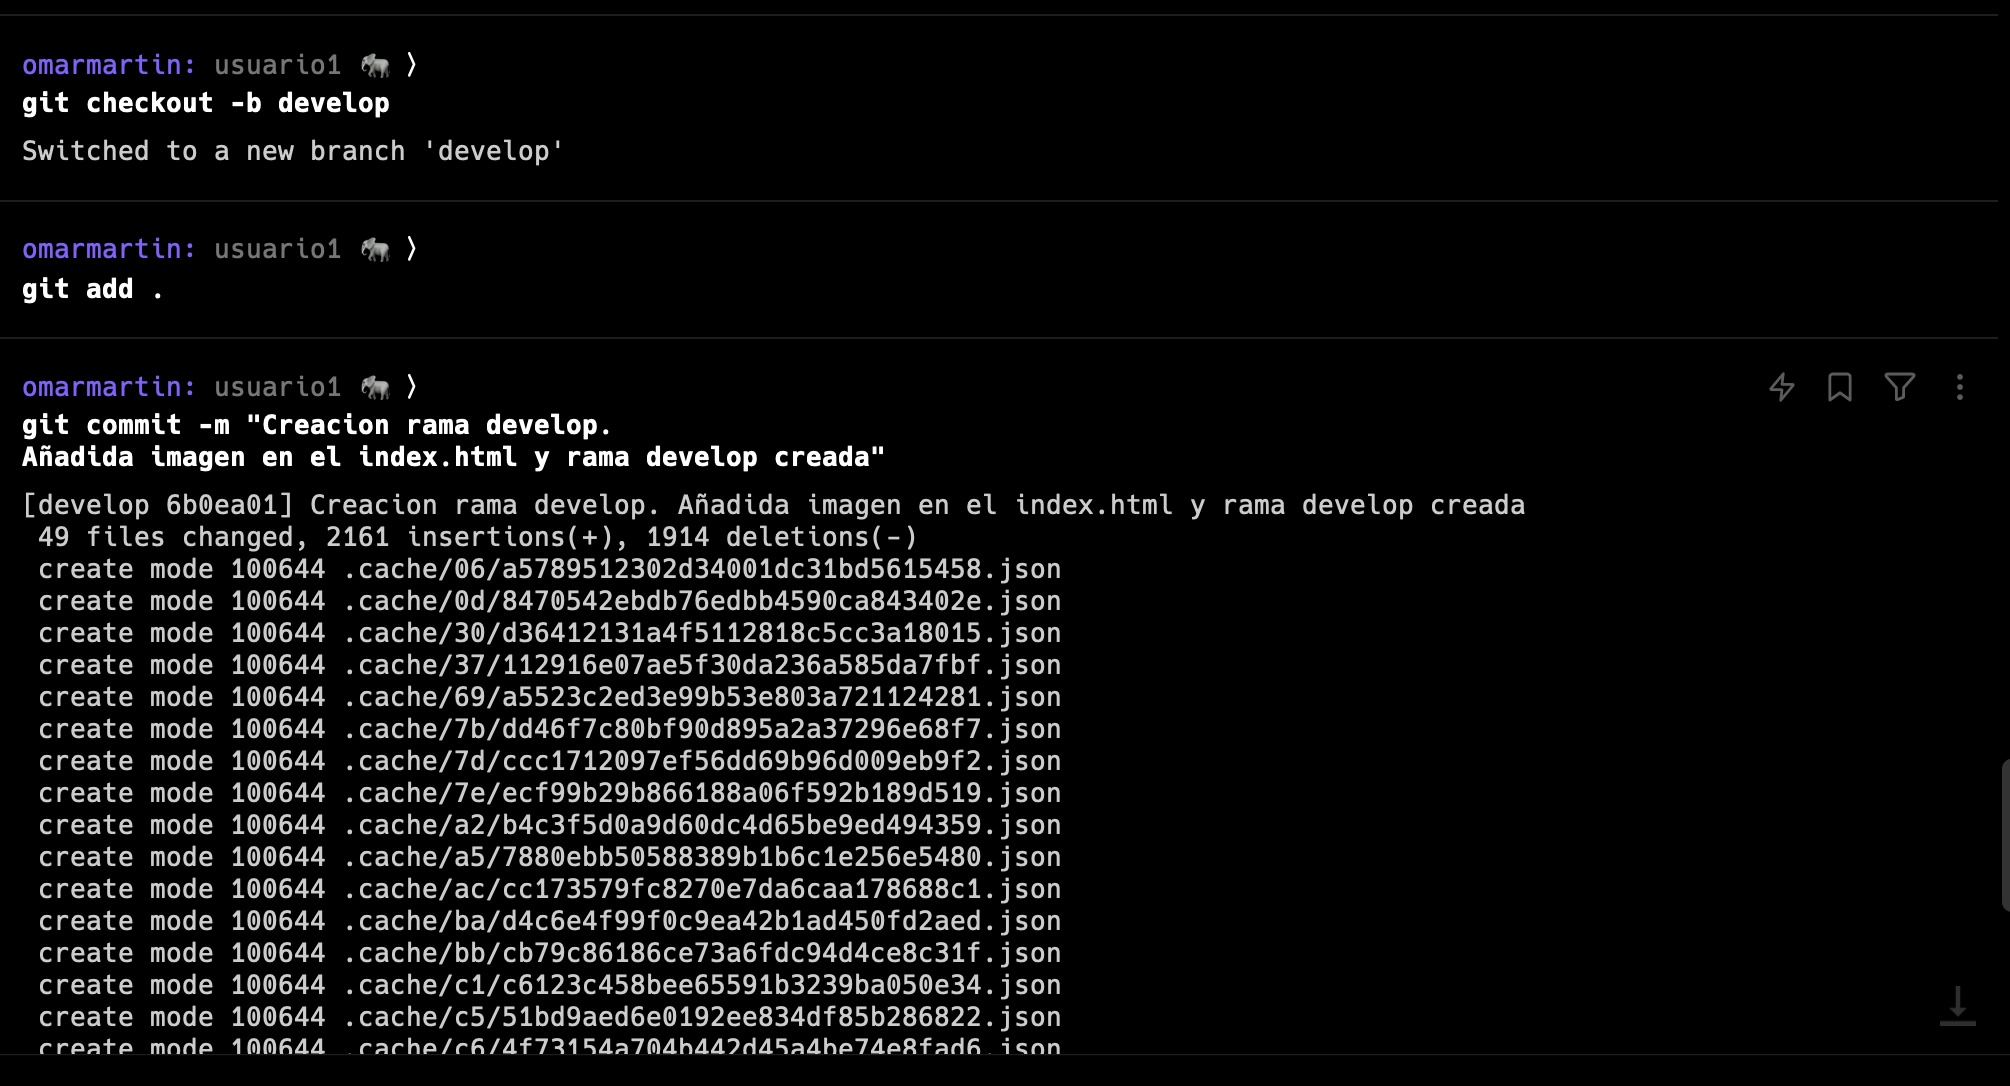 omarmartin: usuario1 🐘 ⟩
git checkout -b develop
Switched to a new branch 'develop'
omarmartin: usuario1 🐘 ⟩
git add .
omarmartin: usuario1 🐘 ⟩
git commit -m "Creacion rama develop.
Añadida imagen en el index.html y rama develop creada"
[develop 6b0ea01] Creacion rama develop. Añadida imagen en el index.html y rama develop creada
49 files changed, 2161 insertions(+), 1914 deletions(-)
create mode 100644 .cache/06/a5789512302d34001dc31bd5615458.json
create mode 100644 .cache/0d/8470542ebdb76edbb4590ca843402e.json
create mode 100644 .cache/30/d36412131a4f5112818c5cc3a18015.json
create mode 100644 .cache/37/112916e07ae5f30da236a585da7fbf.json
create mode 100644 .cache/69/a5523c2ed3e99b53e803a721124281.json
create mode 100644 .cache/7b/dd46f7c80bf90d895a2a37296e68f7.json
create mode 100644 .cache/7d/ccc1712097ef56dd69b96d009eb9f2.json
create mode 100644 .cache/7e/ecf99b29b866188a06f592b189d519.json
create mode 100644 .cache/a2/b4c3f5d0a9d60dc4d65be9ed494359.json
create mode 100644 .cache/a5/7880ebb50588389b1b6c1e256e5480.json
create mode 100644 .cache/ac/cc173579fc8270e7da6caa178688c1.json
create mode 100644 .cache/ba/d4c6e4f99f0c9ea42b1ad450fd2aed.json
create mode 100644 .cache/bb/cb79c86186ce73a6fdc94d4ce8c31f.json
create mode 100644 .cache/c1/c6123c458bee65591b3239ba050e34.json
create mode 100644 .cache/c5/51bd9aed6e0192ee834df85b286822.json
create mode 100644 .cache/c6/4f73154a704b442d45a4be74e8fad6.json